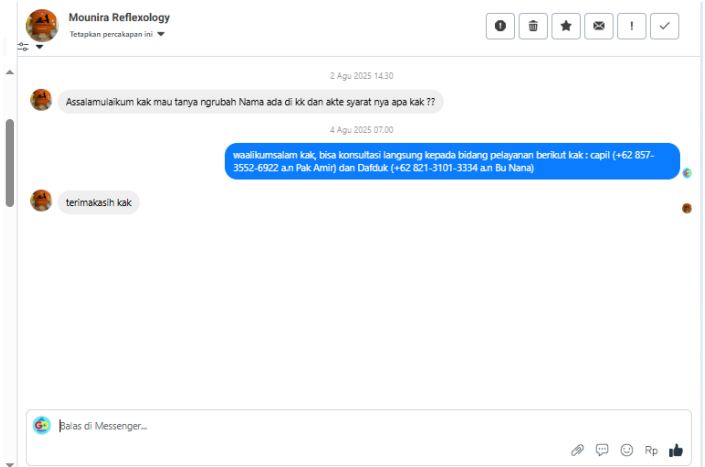 Mounira Reflexology
Tetapkan percakapan ini
2 Agu 2025 14.30
Assalamulaikum kak mau tanya ngrubah Nama ada di kk dan akte syarat nya apa kak ??
4 Agu 2025 07.00
waalikumsalam kak, bisa konsultasi langsung kepada bidang pelayanan berikut kak : capil (+62 857-
3552-6922 a.n Pak Amir) dan Dafduk (+62 821-3101-3334 a.n Bu Nana)
terimakasih kak
Balas di Messenger...
Rp